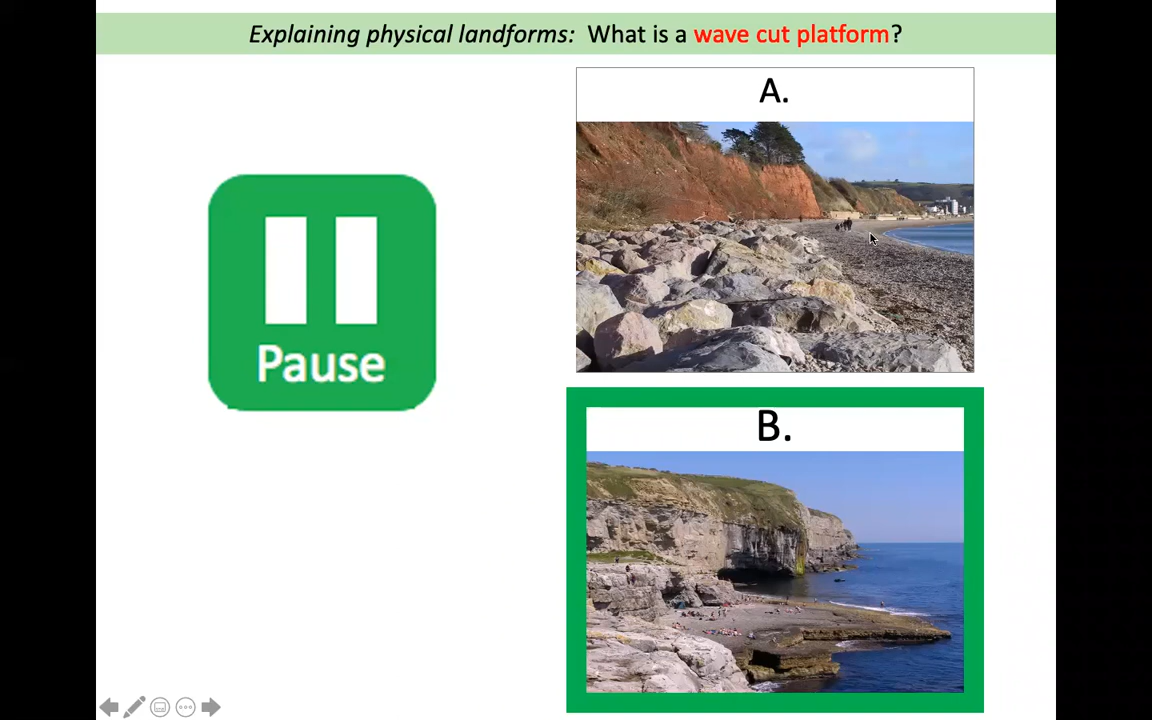 Explaining physical landforms: What is a wave cut platform?
A.
Pause
B.